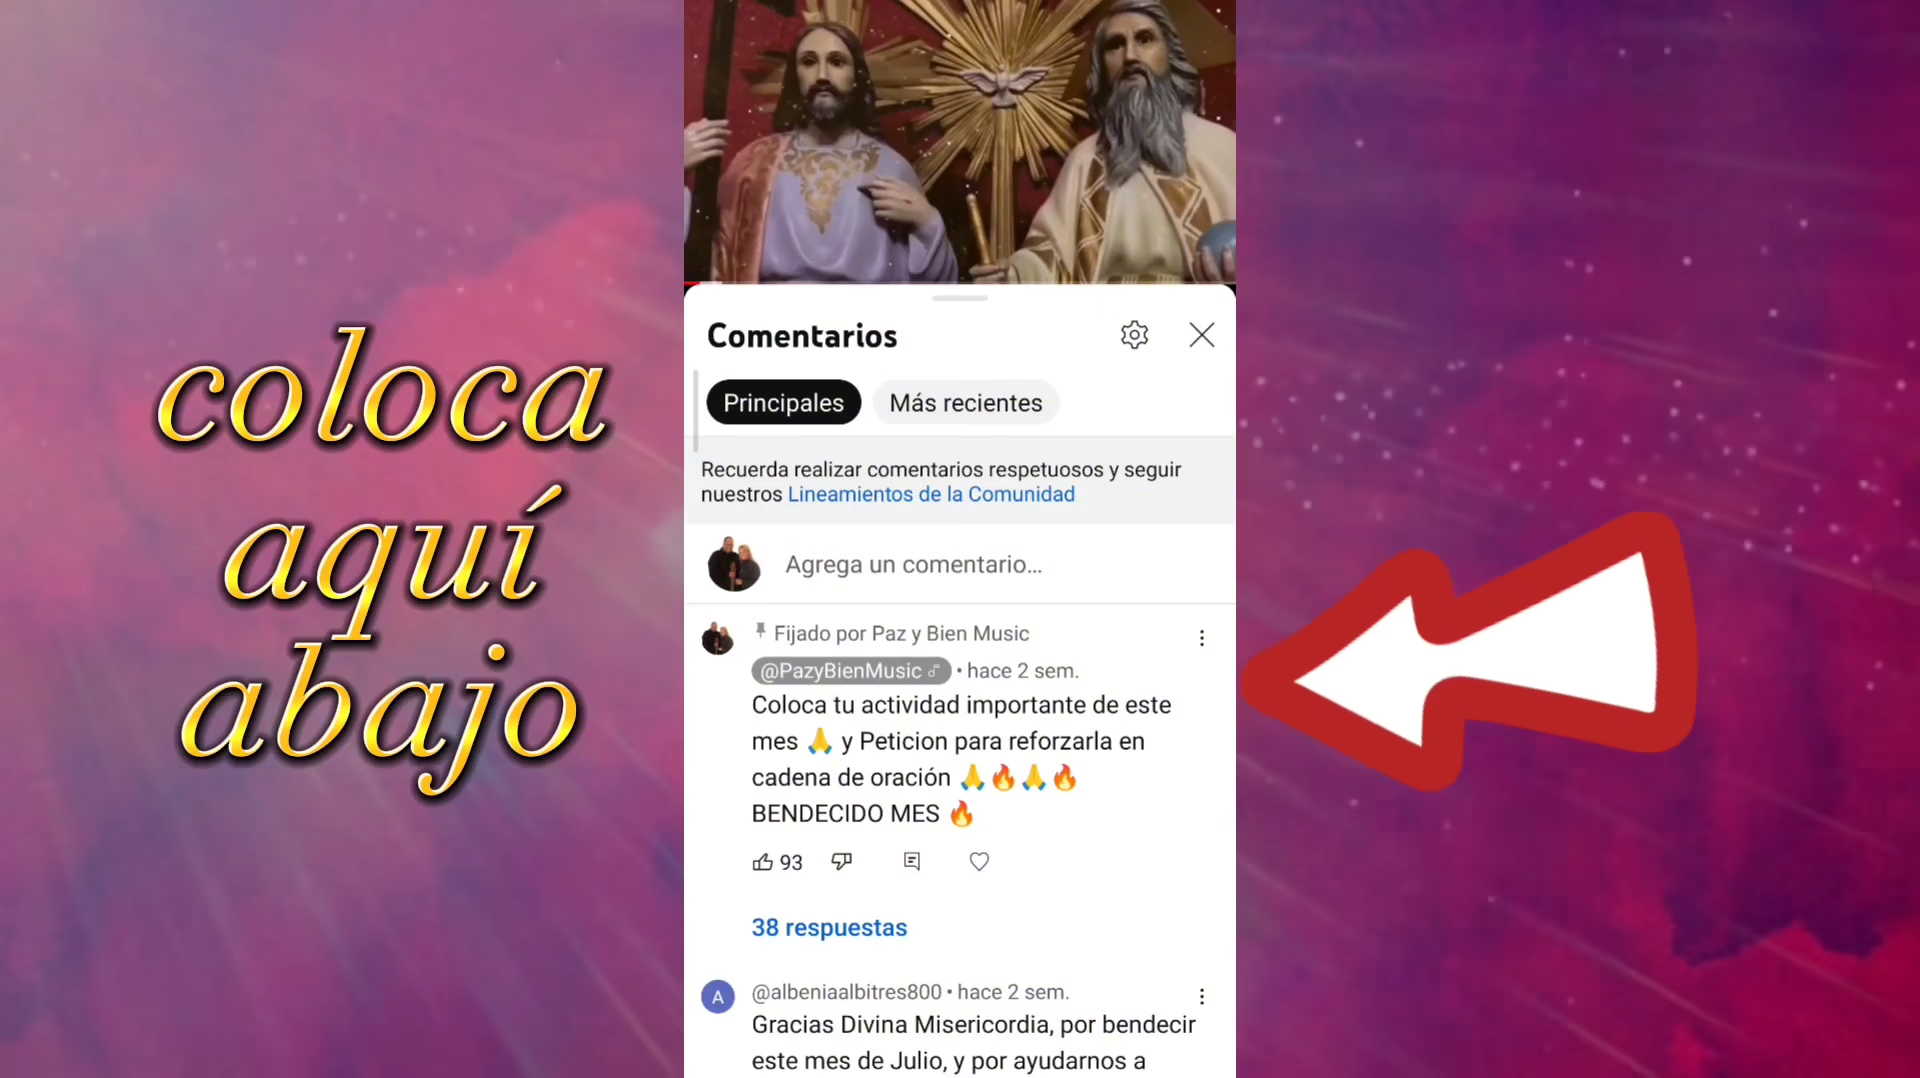 coloca
aquí
abajo
Comentarios
Principales
Más recientes
Recuerda realizar comentarios respetuosos y seguir
nuestros Lineamientos de la Comunidad
Agrega un comentario...
Fijado por Paz y Bien Music
@PazyBienMusic • hace 2 sem.
Coloca tu actividad importante de este
mes 🙏 y Peticion para reforzarla en
cadena de oración 🙏🔥🙏🔥
BENDECIDO MES 🔥
93
38 respuestas
A
@albeniaalbitres800 • hace 2 sem.
Gracias Divina Misericordia, por bendecir
este mes de Julio, y por ayudarnos a